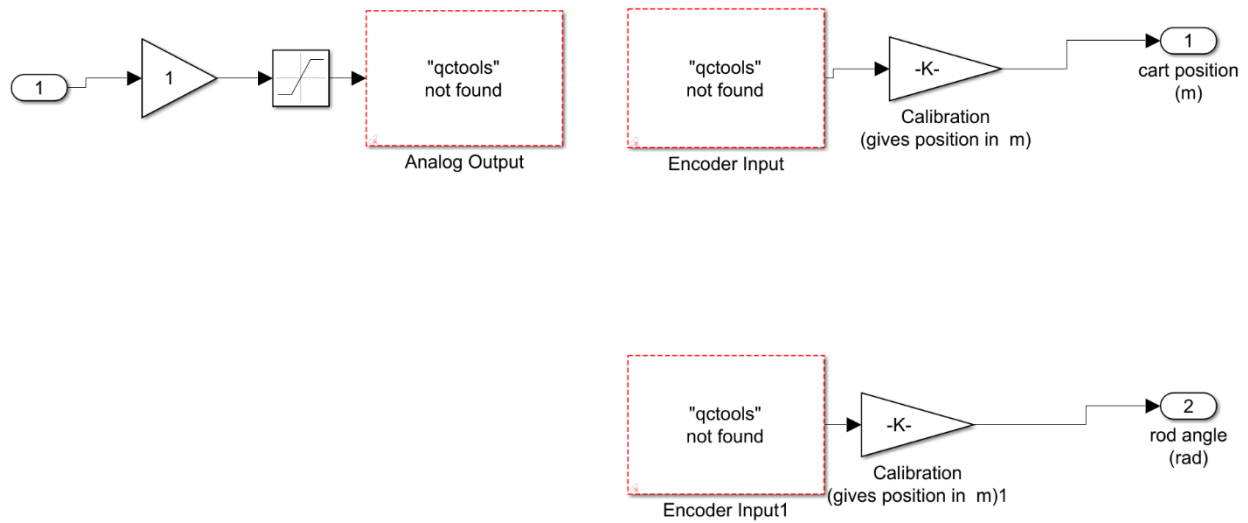 1
1
"qctools"
not found
Analog Output
"qctools"
not found
Encoder Input
-K-
Calibration
(gives position in  m)
1
cart position
(m)
"qctools"
not found
Encoder Input1
-K-
Calibration
(gives position in  m)1
2
rod angle
(rad)